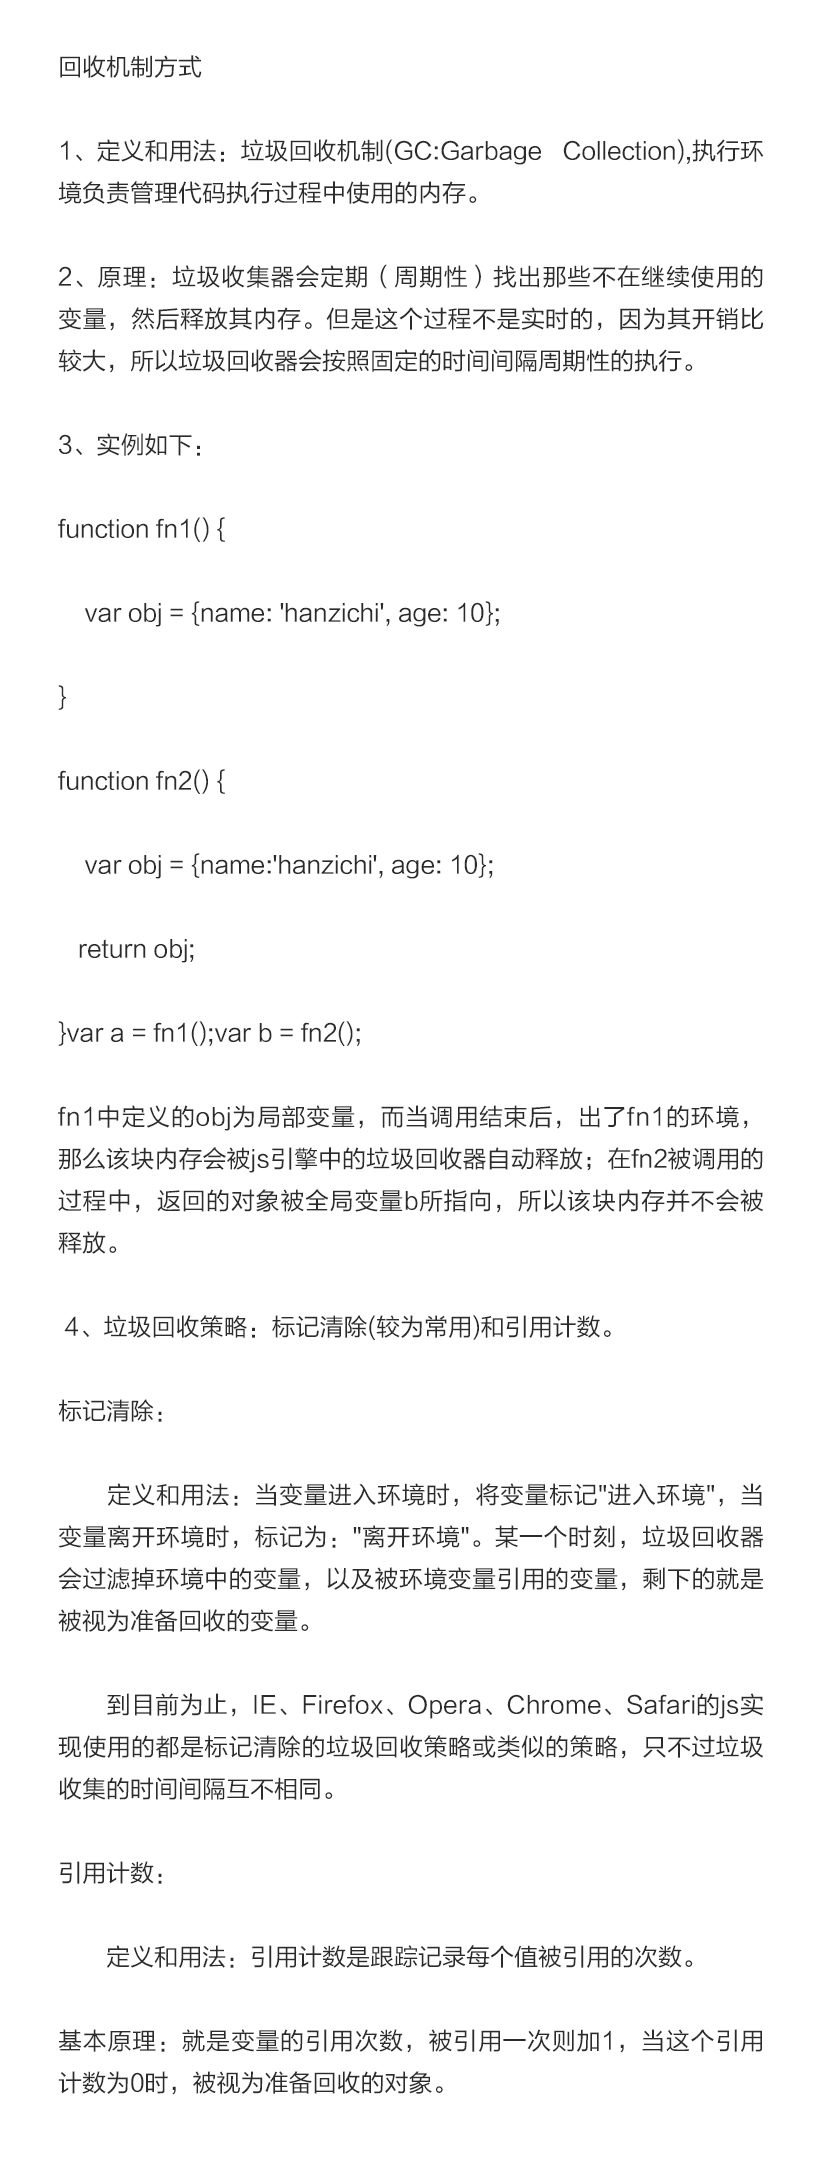 回收机制方式
1、定义和用法：垃圾回收机制(GC:Garbage   Collection),执行环
境负责管理代码执行过程中使用的内存。
2、原理：垃圾收集器会定期（周期性）找出那些不在继续使用的
变量，然后释放其内存。但是这个过程不是实时的，因为其开销比
较大，所以垃圾回收器会按照固定的时间间隔周期性的执行。
3、实例如下：
function fn1() {
    var obj = {name: 'hanzichi', age: 10};
}
function fn2() {
    var obj = {name:'hanzichi', age: 10};
   return obj;
}var a = fn1();var b = fn2();
fn1中定义的obj为局部变量，而当调用结束后，出了fn1的环境，
那么该块内存会被js引擎中的垃圾回收器自动释放；在fn2被调用的
过程中，返回的对象被全局变量b所指向，所以该块内存并不会被
释放。
 4、垃圾回收策略：标记清除(较为常用)和引用计数。
标记清除：
　　定义和用法：当变量进入环境时，将变量标记"进入环境"，当
变量离开环境时，标记为："离开环境"。某一个时刻，垃圾回收器
会过滤掉环境中的变量，以及被环境变量引用的变量，剩下的就是
被视为准备回收的变量。
　　到目前为止，IE、Firefox、Opera、Chrome、Safari的js实
现使用的都是标记清除的垃圾回收策略或类似的策略，只不过垃圾
收集的时间间隔互不相同。
引用计数：
　　定义和用法：引用计数是跟踪记录每个值被引用的次数。
基本原理：就是变量的引用次数，被引用一次则加1，当这个引用
计数为0时，被视为准备回收的对象。